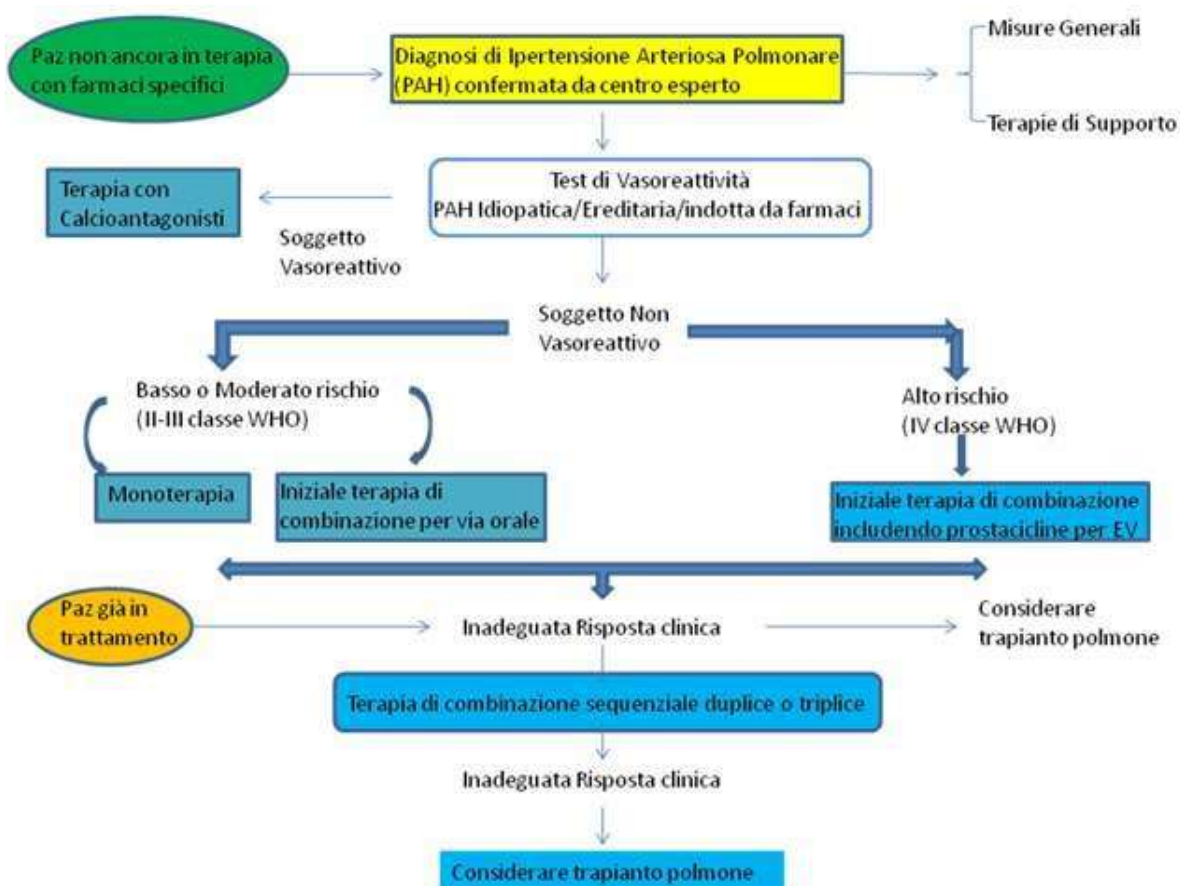 Paz non ancora in terapia
con farmaci specifici
Diagnosi di Ipertensione Arteriosa Polmonare
(PAH) confermata da centro esperto
Misure Generali
Terapie di Supporto
Terapia con
Calcioantagonisti
Test di Vasoreattività
PAH Idiopatica/Ereditaria/indotta da farmaci
Soggetto
Vasoreattivo
Soggetto Non
Vasoreattivo
Basso o Moderato rischio
(II-III classe WHO)
Alto rischio
(IV classe WHO)
Monoterapia
Iniziale terapia di
combinazione per via orale
Iniziale terapia di combinazione
includendo prostacicline per EV
Paz già in
trattamento
Inadeguata Risposta clinica
Considerare
trapianto polmone
Terapia di combinazione sequenziale duplice o triplice
Inadeguata Risposta clinica
Considerare trapianto polmone